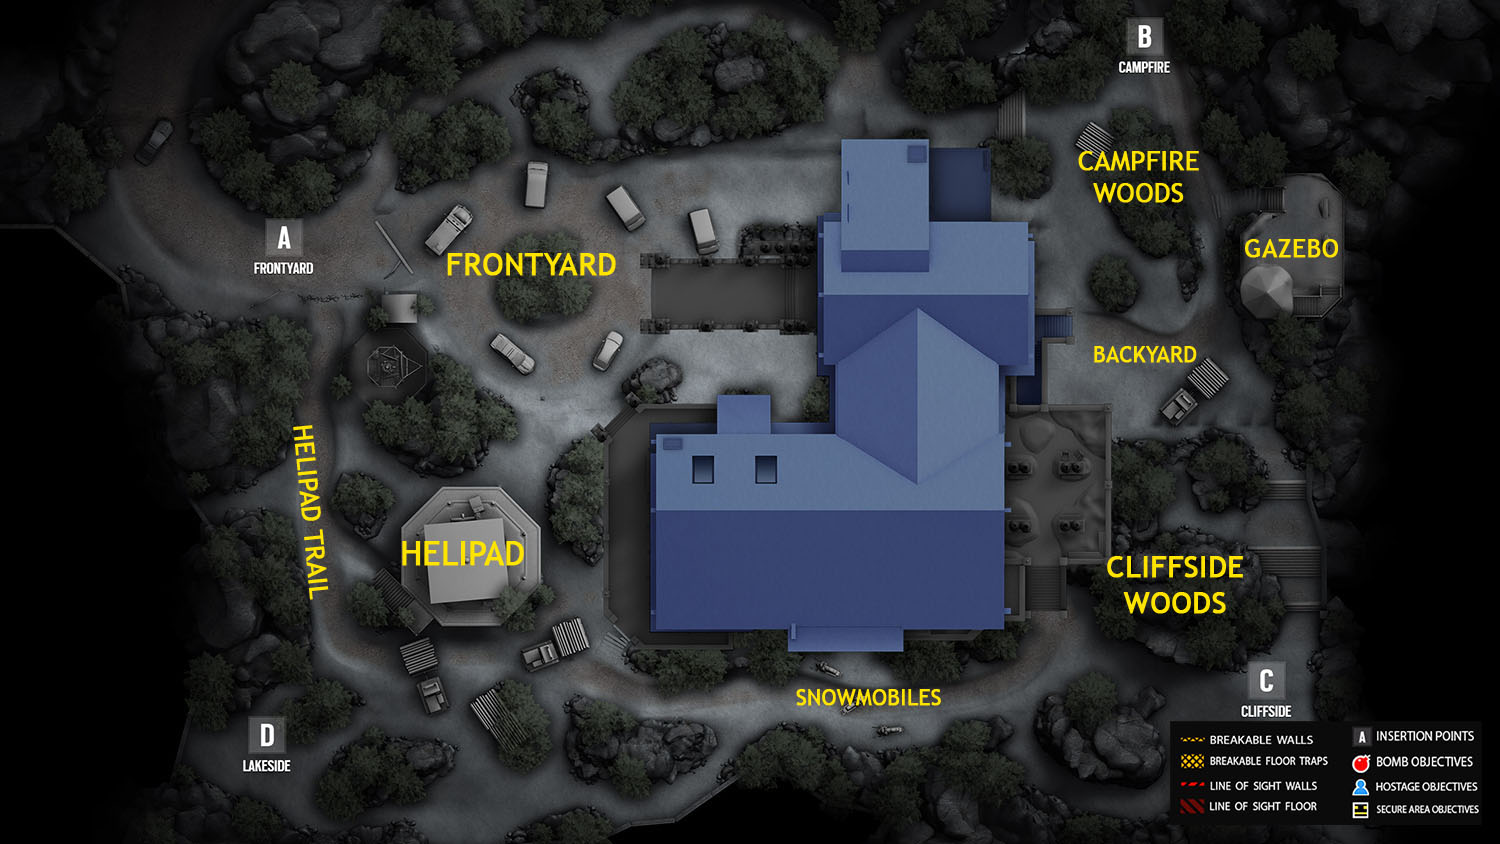 B
CAMPFIRE
CAMPFIRE
WOODS
A
FRONTYARD
FRONTYARD
GAZEBO
BACKYARD
HELIPAD TRAIL
HELIPAD
CLIFFSIDE
WOODS
SNOWMOBILES
C
CLIFFSIDE
D
LAKESIDE
BREAKABLE WALLS
BREAKABLE FLOOR TRAPS
LINE OF SIGHT WALLS
LINE OF SIGHT FLOOR
A INSERTION POINTS
BOMB OBJECTIVES
HOSTAGE OBJECTIVES
SECURE AREA OBJECTIVES